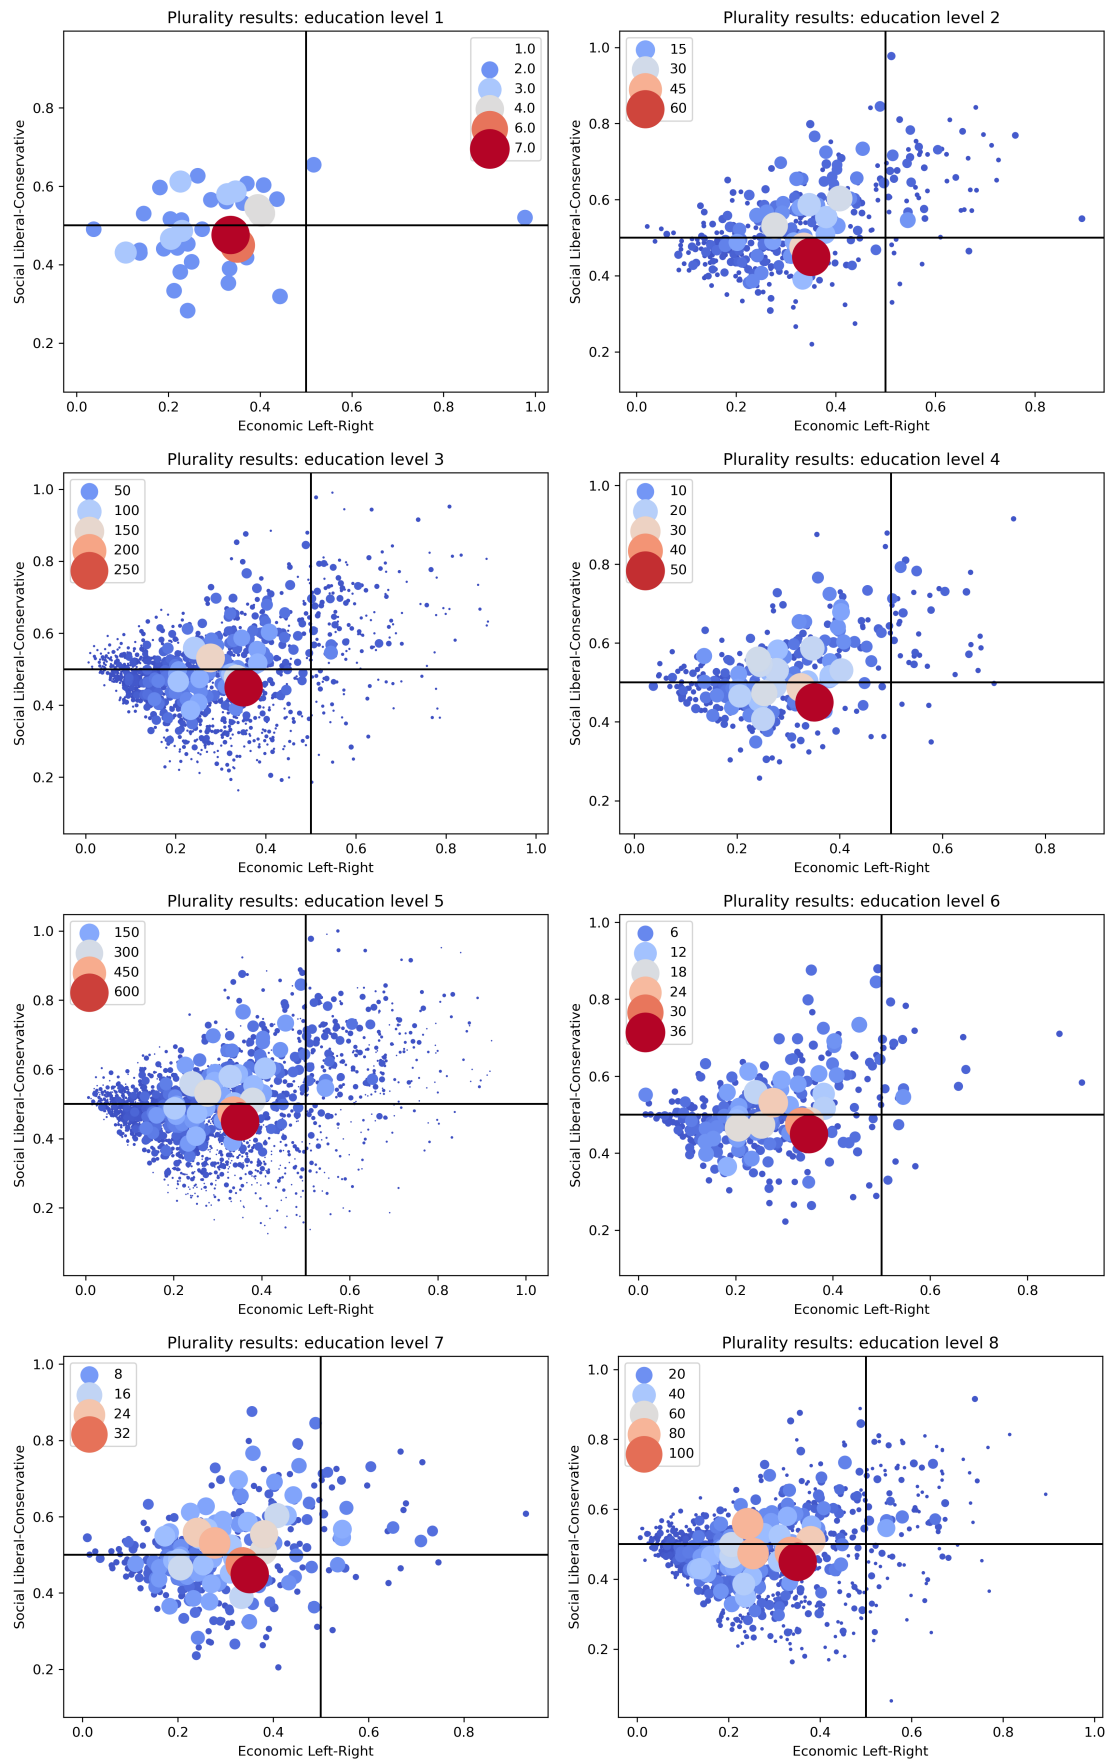 Plurality results: education level 1
1.0
2.0
3.0
4.0
6.0
7.0
Social Liberal-Conservative
0.8
0.6
0.4
0.2
0.0 0.2 0.4 0.6 0.8 1.0
Economic Left-Right
Plurality results: education level 2
15
30
45
60
Social Liberal-Conservative
1.0
0.8
0.6
0.4
0.2
0.0 0.2 0.4 0.6 0.8
Economic Left-Right
Plurality results: education level 3
50
100
150
200
250
Social Liberal-Conservative
1.0
0.8
0.6
0.4
0.2
0.0 0.2 0.4 0.6 0.8 1.0
Economic Left-Right
Plurality results: education level 4
10
20
30
40
50
Social Liberal-Conservative
1.0
0.8
0.6
0.4
0.2
0.0 0.2 0.4 0.6 0.8
Economic Left-Right
Plurality results: education level 5
150
300
450
600
Social Liberal-Conservative
1.0
0.8
0.6
0.4
0.2
0.0 0.2 0.4 0.6 0.8 1.0
Economic Left-Right
Plurality results: education level 6
6
12
18
24
30
36
Social Liberal-Conservative
1.0
0.8
0.6
0.4
0.2
0.0 0.2 0.4 0.6 0.8
Economic Left-Right
Plurality results: education level 7
8
16
24
32
Social Liberal-Conservative
1.0
0.8
0.6
0.4
0.2
0.0 0.2 0.4 0.6 0.8
Economic Left-Right
Plurality results: education level 8
20
40
60
80
100
Social Liberal-Conservative
1.0
0.8
0.6
0.4
0.2
0.0 0.2 0.4 0.6 0.8 1.0
Economic Left-Right